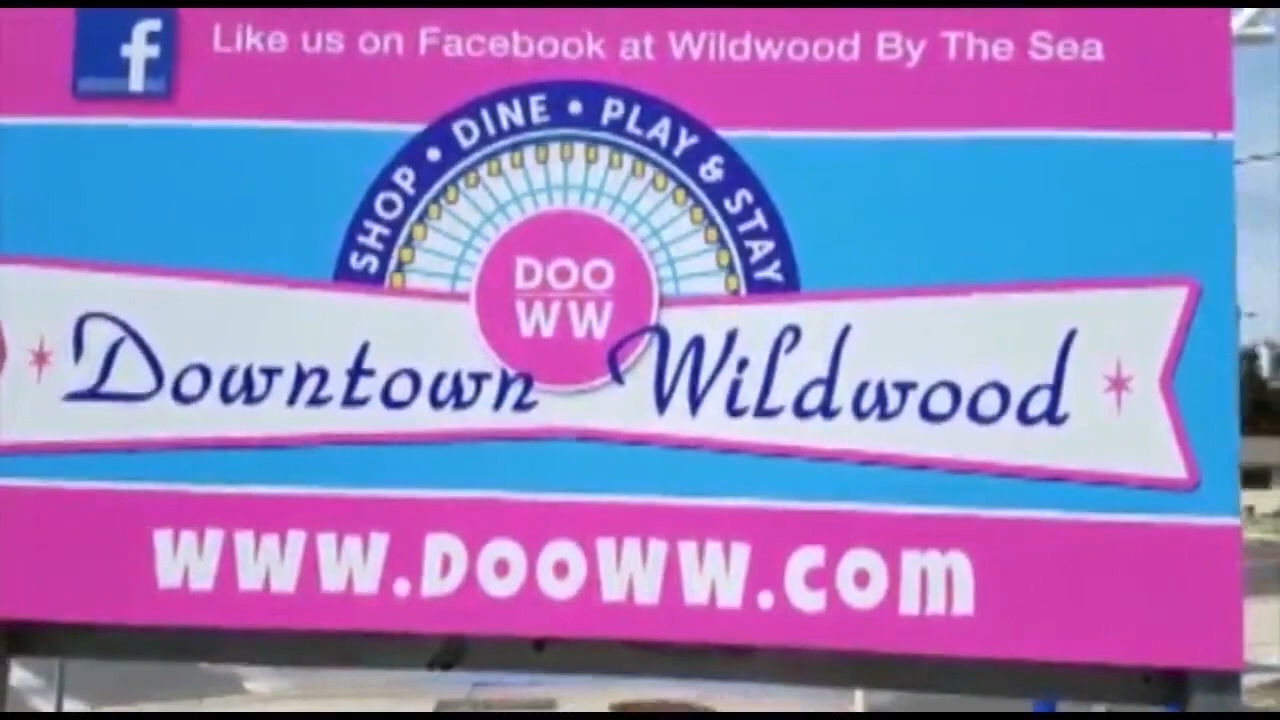 f
Like us on Facebook at Wildwood By The Sea
SHOP • DINE • PLAY & STAY
DOO
WW
Downtown Wildwood
www.DOOWW.com